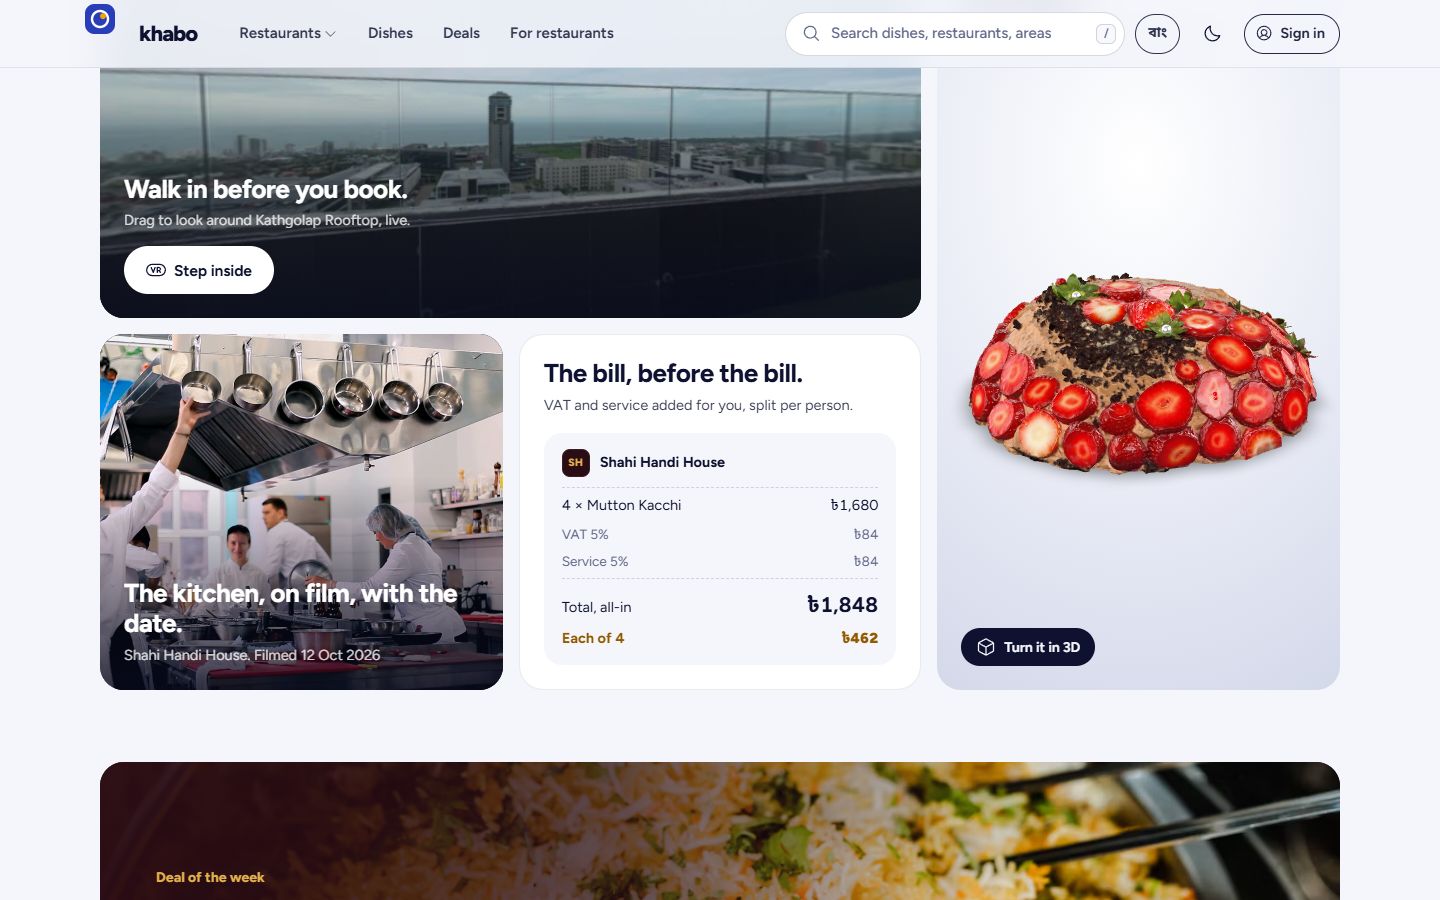 khabo
Restaurants
Dishes
Deals
For restaurants
Search dishes, restaurants, areas
/
বাং
Sign in
Walk in before you book.
Drag to look around Kathgolap Rooftop, live.
VR
Step inside
The kitchen, on film, with the
date.
Shahi Handi House. Filmed 12 Oct 2026
The bill, before the bill.
VAT and service added for you, split per person.
SH
Shahi Handi House
4 × Mutton Kacchi ৳1,680
VAT 5% ৳84
Service 5% ৳84
Total, all-in ৳1,848
Each of 4 ৳462
Turn it in 3D
Deal of the week